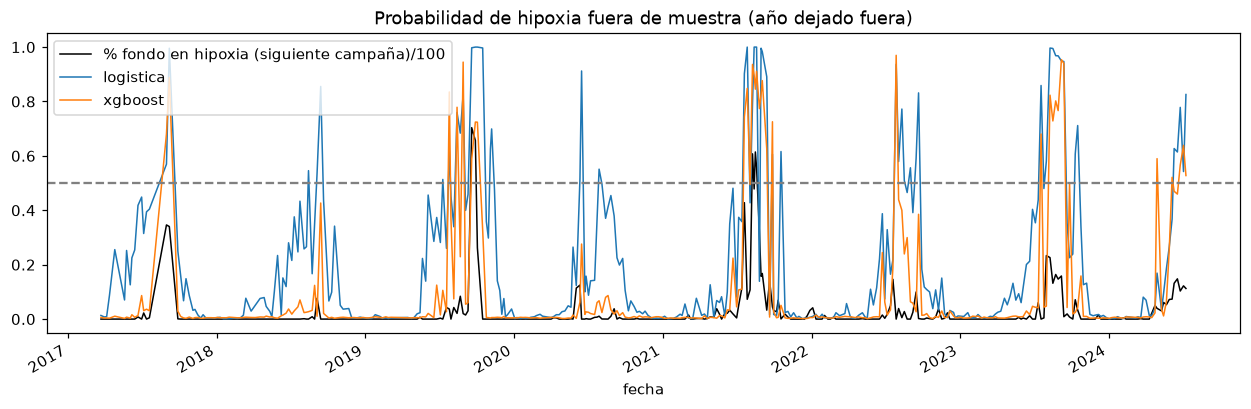 Probabilidad de hipoxia fuera de muestra (año dejado fuera)
1.0
0.8
0.6
0.4
0.2
0.0
% fondo en hipoxia (siguiente campaña)/100
logistica
xgboost
2017
2018
2019
2020
2021
2022
2023
2024
fecha